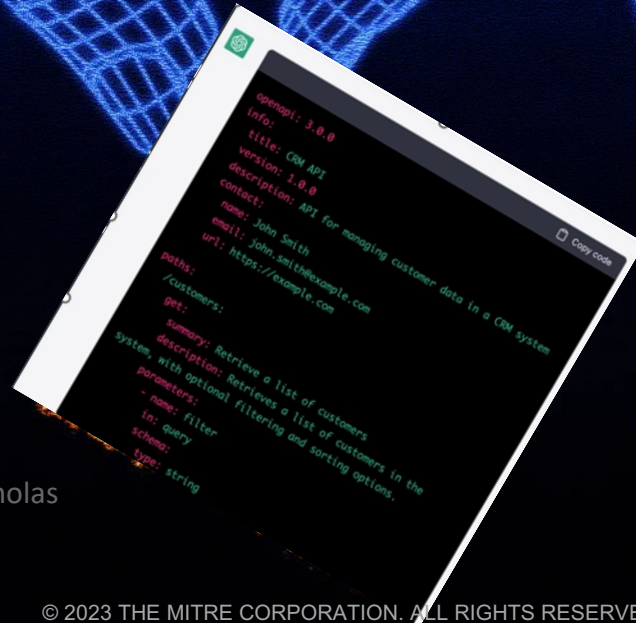 Copy code
openapi: 3.0.0
info:
title: CRM API
version: 1.0.0
description: API for managing customer data in a CRM system
contact:
name: John Smith
email: john.smith@example.com
url: https://example.com
paths:
/customers:
get:
summary: Retrieve a list of customers
description: Retrieves a list of customers in the
system, with optional filtering and sorting options.
parameters:
- name: filter
in: query
schema:
type: string
holas
© 2023 THE MITRE CORPORATION. ALL RIGHTS RESERVE